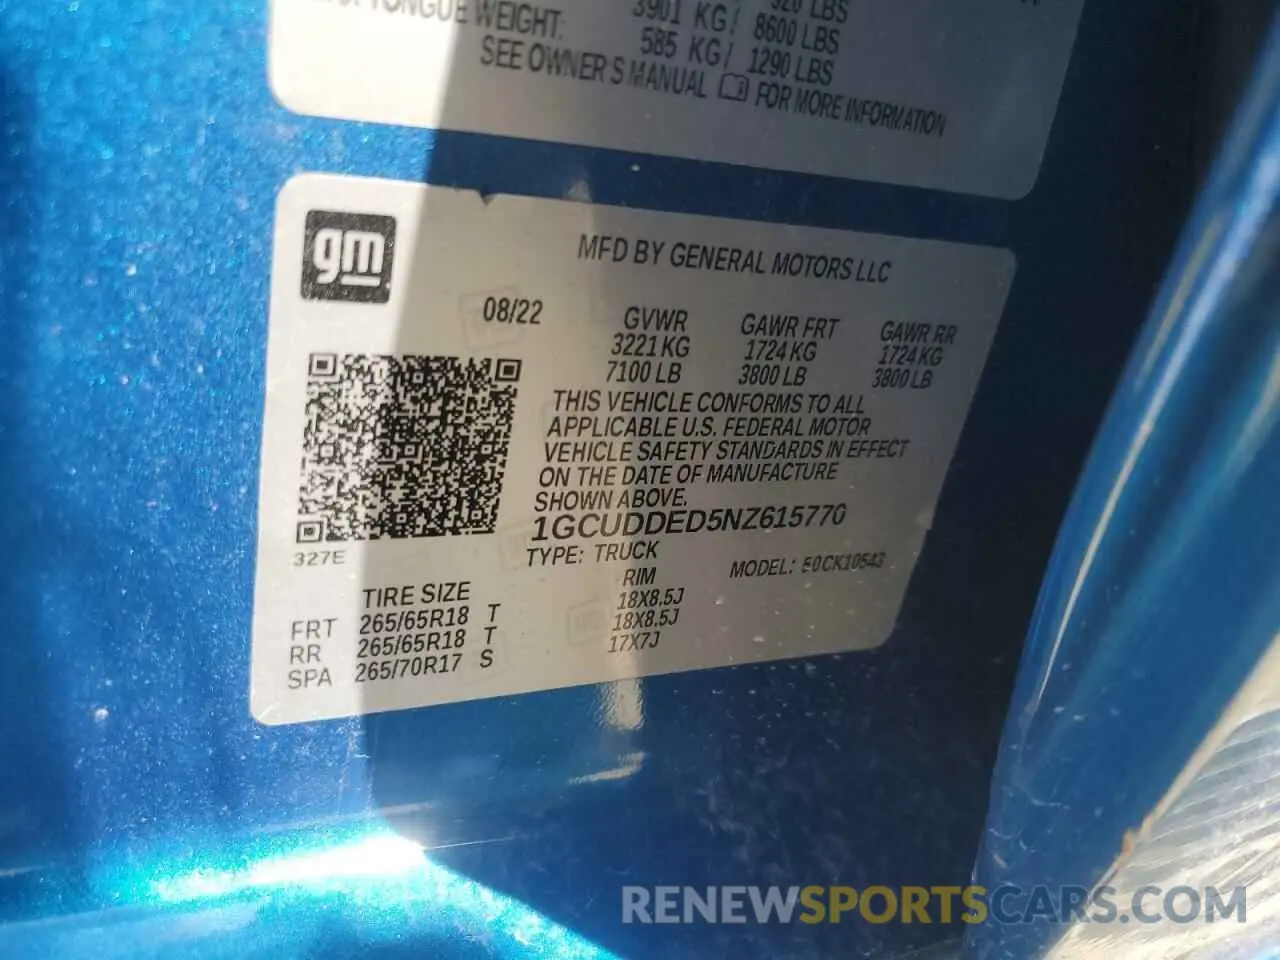 TONGUE WEIGHT:
3901 KG/ 8600 LBS
585 KG/ 1290 LBS
SEE OWNER'S MANUAL FOR MORE INFORMATION
gm
MFD BY GENERAL MOTORS LLC
08/22
GVWR GAWR FRT GAWR RR
3221 KG 1724 KG 1724 KG
7100 LB 3800 LB 3800 LB
THIS VEHICLE CONFORMS TO ALL
APPLICABLE U.S. FEDERAL MOTOR
VEHICLE SAFETY STANDARDS IN EFFECT
ON THE DATE OF MANUFACTURE
SHOWN ABOVE.
1GCUDDED5NZ615770
327E
TYPE: TRUCK MODEL:
TIRE SIZE RIM
FRT 265/65R18 T 18X8.5J
RR 265/65R18 T 18X8.5J
SPA 265/70R17 S 17X7J
RENEWSPORTSCARS.COM